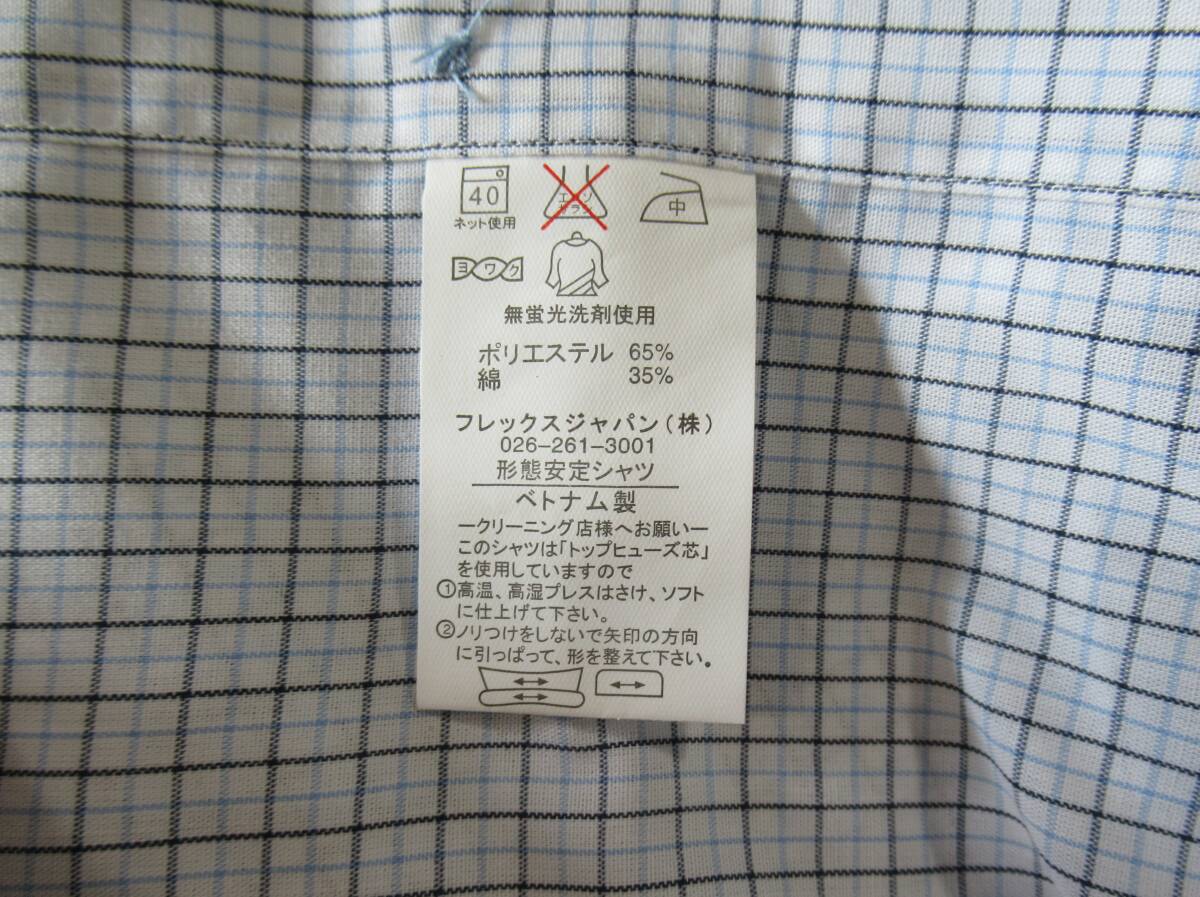 40
エンソ
サラシ
中
ネット使用
ヨワク
無蛍光洗剤使用
ポリエステル 65%
綿 35%
フレックスジャパン(株)
026-261-3001
形態安定シャツ
ベトナム製
ークリーニング店様へお願いー
このシャツは「トップヒューズ芯」
を使用していますので
①高温、高湿プレスはさけ、ソフト
に仕上げて下さい。
②ノリつけをしないで矢印の方向
に引っぱって、形を整えて下さい。